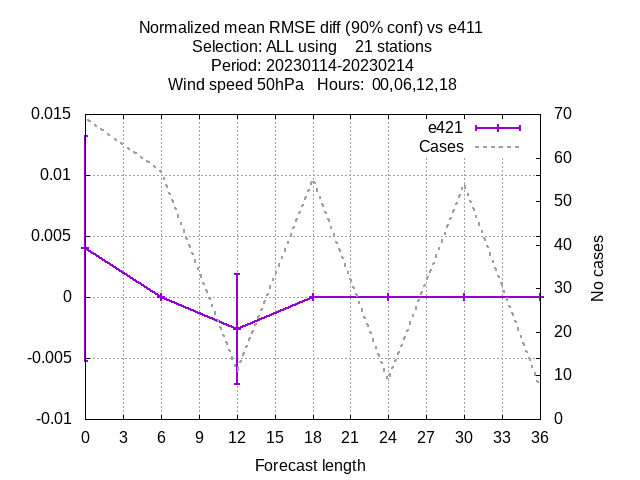 Normalized mean RMSE diff (90% conf) vs e411
Selection: ALL using    21 stations
Period: 20230114-20230214
Wind speed 50hPa   Hours:  00,06,12,18
0.015
0.01
0.005
0
-0.005
-0.01
70
60
50
40
30
20
10
0
e421
Cases
No cases
0 3 6 9 12 15 18 21 24 27 30 33 36
Forecast length